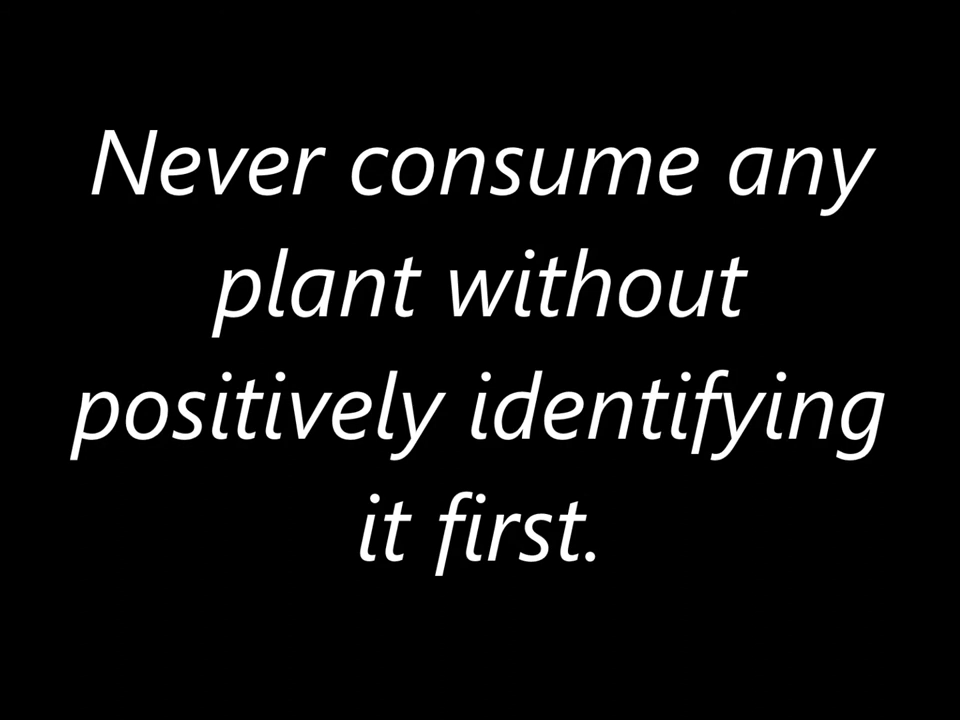 Never consume any
plant without
positively identifying
it first.